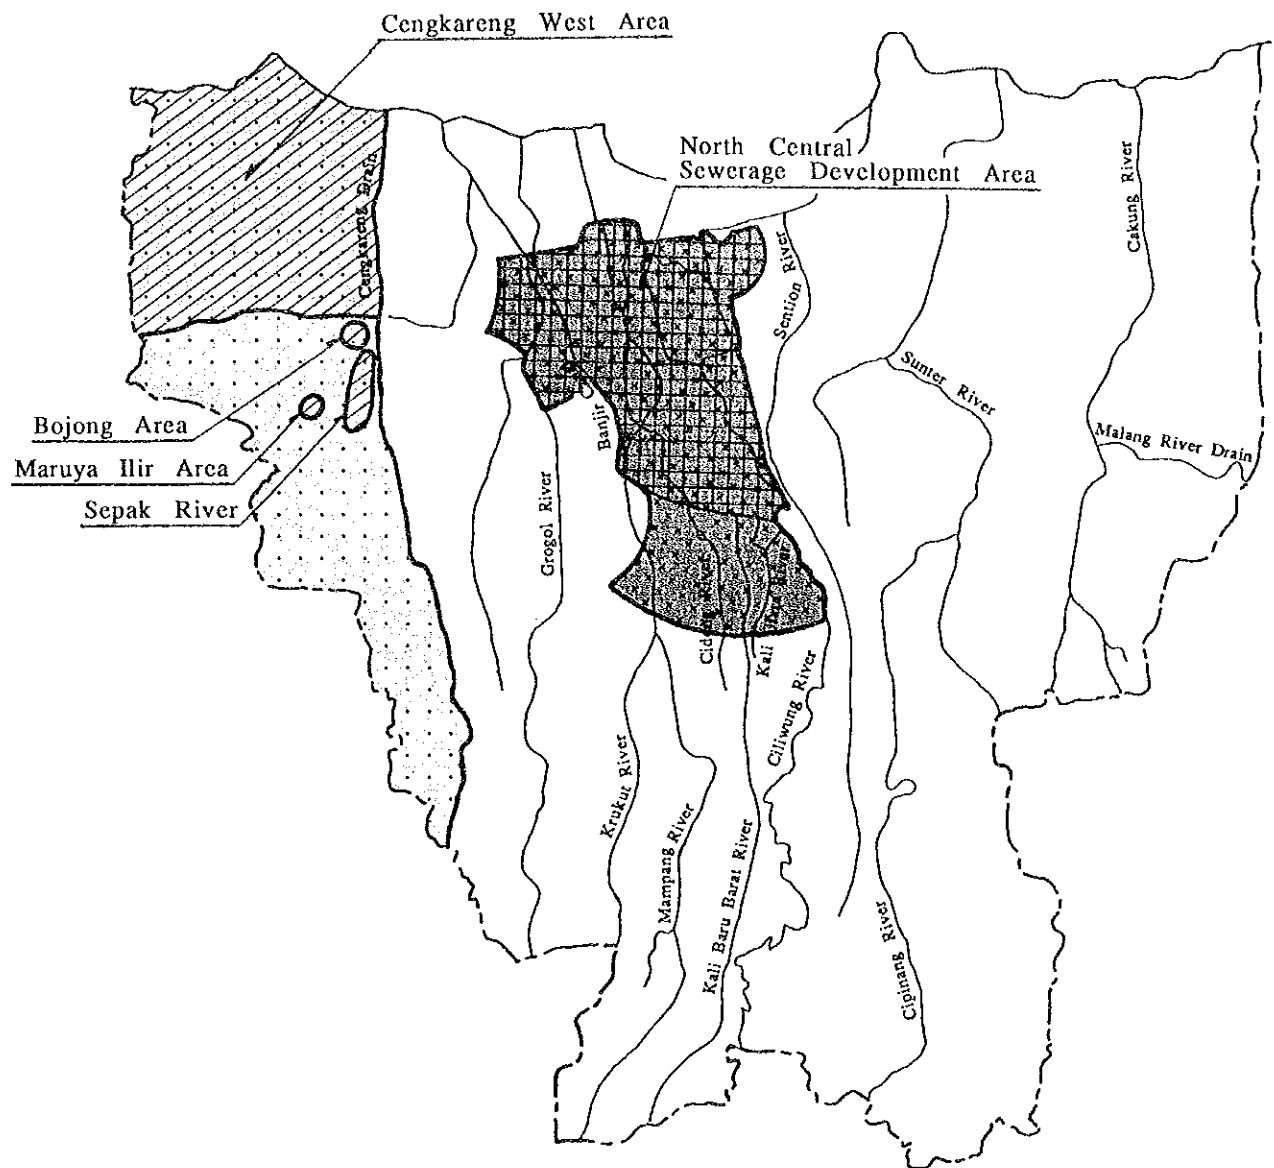 Cengkareng West Area
North Central
Sewerage Development Area
Cengkareng Drain
Sention River
Cakung River
Sunter River
Malang River Drain
Bojong Area
Maruya Ilir Area
Sepak River
Banjir
Grogol River
Kali
River
Ciliwung River
Krukut River
Mampang River
Kali Baru Barat River
Cipinang River